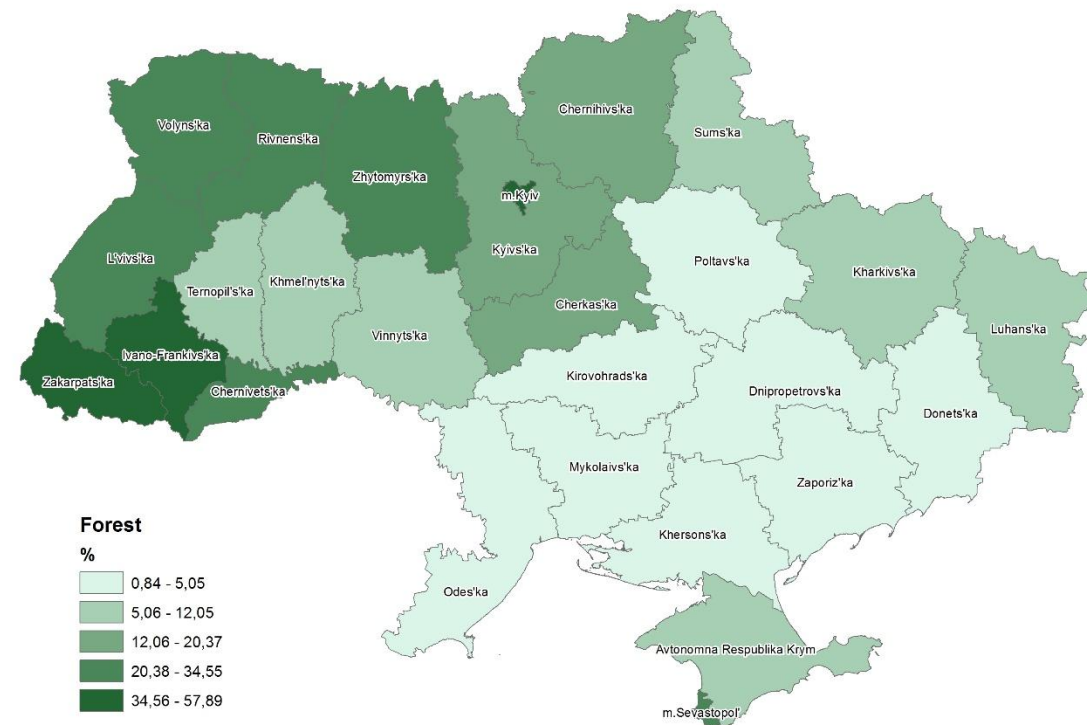 Chernihivs'ka
Volyns'ka
Rivnens'ka
Sums'ka
Zhytomyrs'ka
m.Kyiv
Kyivs'ka
L'vivs'ka
Poltavs'ka
Kharkivs'ka
Ternopil's'ka
Khmel'nyts'ka
Cherkas'ka
Vinnyts'ka
Luhans'ka
Ivano-Frankivs'ka
Zakarpats'ka
Chernivets'ka
Kirovohrads'ka
Dnipropetrovs'ka
Donets'ka
Mykolaivs'ka
Zaporiz'ka
Khersons'ka
Odes'ka
Avtonomna Respublika Krym
m.Sevastopol'
Forest
%
0,84 - 5,05
5,06 - 12,05
12,06 - 20,37
20,38 - 34,55
34,56 - 57,89